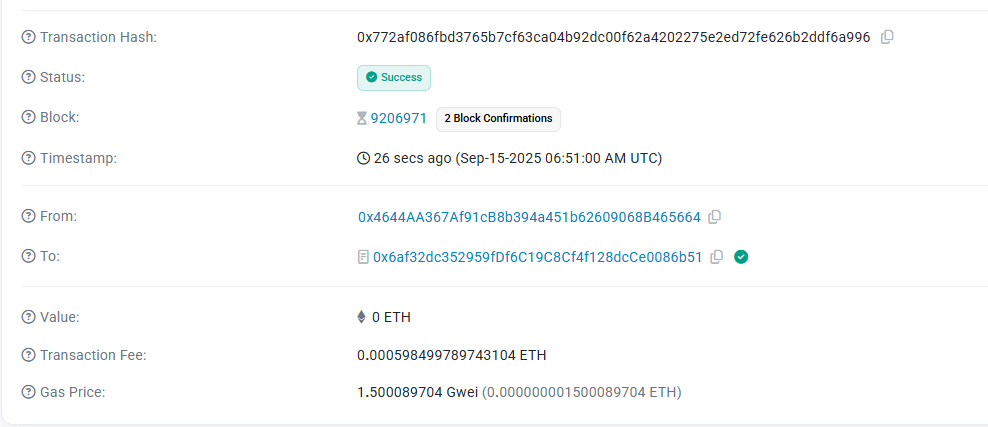 Transaction Hash: 0x772af086fbd3765b7cf63ca04b92dc00f62a4202275e2ed72fe626b2ddf6a996
Status: Success
Block: 9206971 2 Block Confirmations
Timestamp: 26 secs ago (Sep-15-2025 06:51:00 AM UTC)
From: 0x4644AA367Af91cB8b394a451b62609068B465664
To: 0x6af32dc352959fDf6C19C8Cf4f128dcCe0086b51
Value: 0 ETH
Transaction Fee: 0.000598499789743104 ETH
Gas Price: 1.500089704 Gwei (0.000000001500089704 ETH)